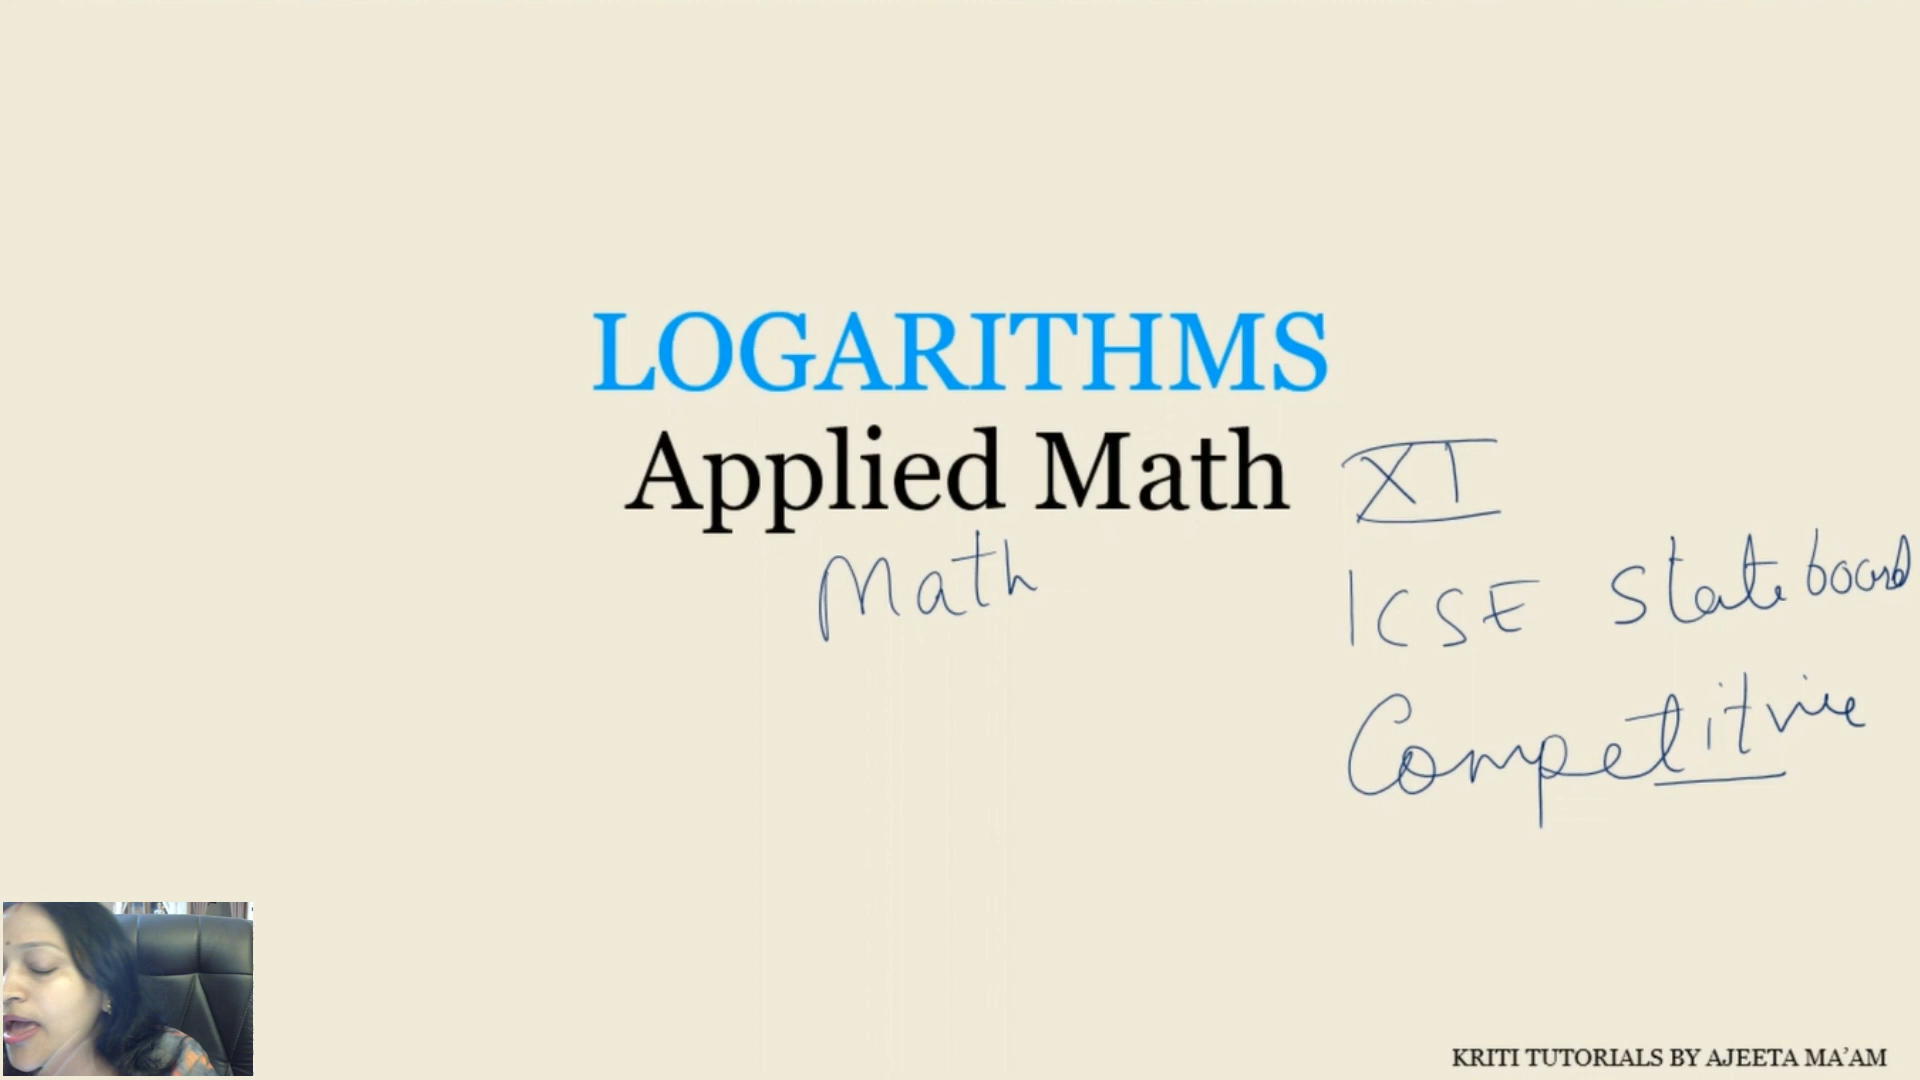 LOGARITHMS
Applied Math XI
Math
ICSE State board
Competitive
KRITI TUTORIALS BY AJEETA MA'AM